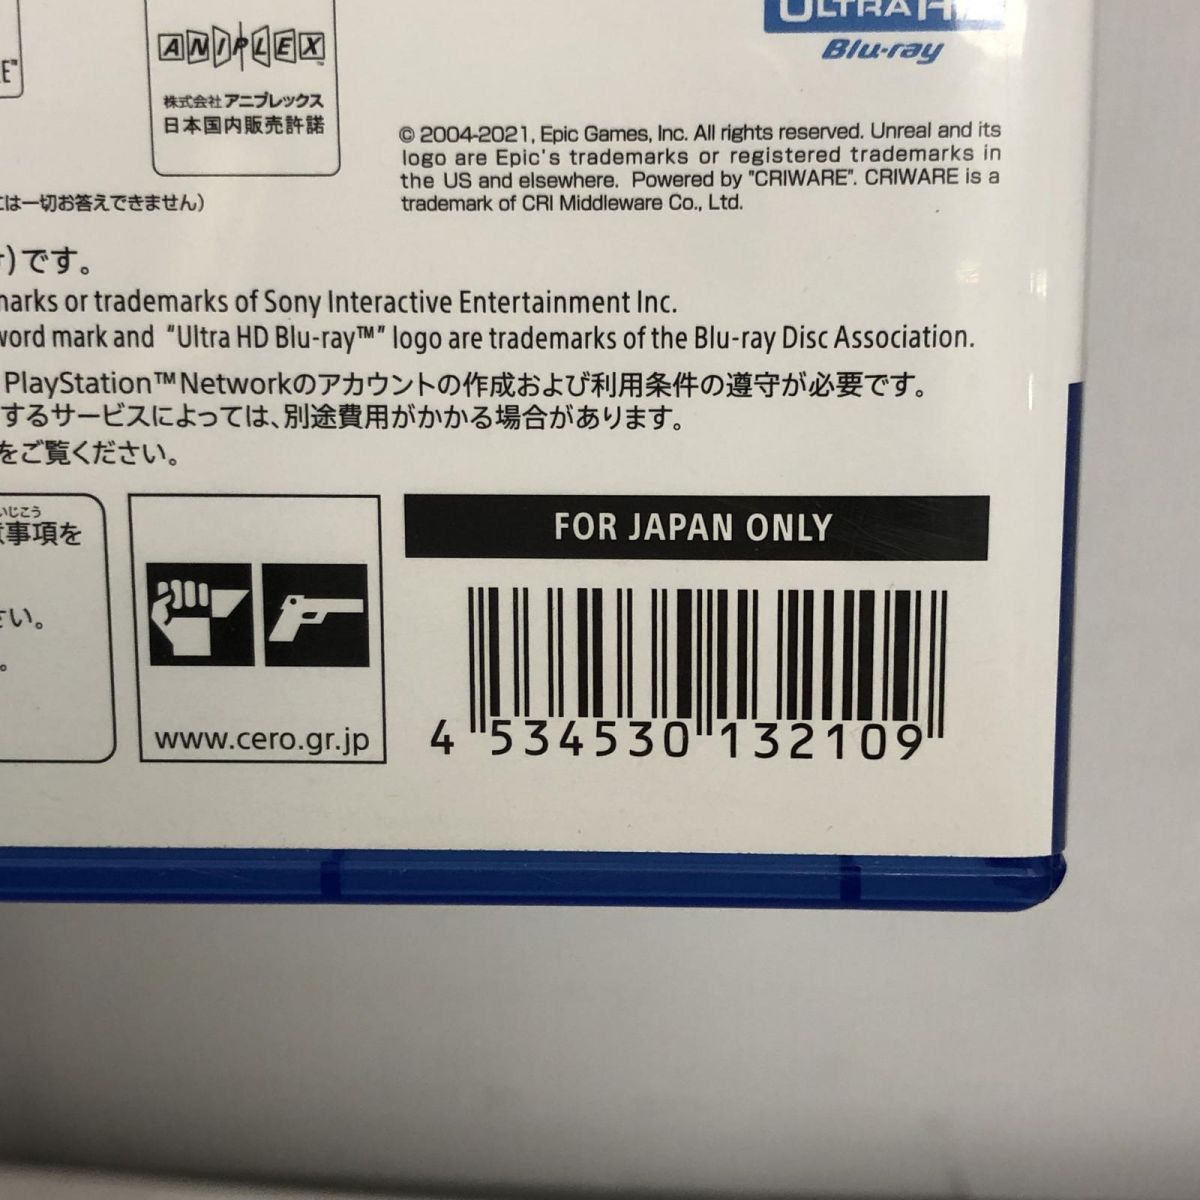 ULTRA HD
Blu-ray
ANIPLEX™
E™
株式会社アニプレックス
日本国内販売許諾
© 2004-2021, Epic Games, Inc. All rights reserved. Unreal and its
logo are Epic's trademarks or registered trademarks in
the US and elsewhere. Powered by "CRIWARE". CRIWARE is a
trademark of CRI Middleware Co., Ltd.
には一切お答えできません)
)です。
marks or trademarks of Sony Interactive Entertainment Inc.
word mark and "Ultra HD Blu-ray™" logo are trademarks of the Blu-ray Disc Association.
PlayStation™Networkのアカウントの作成および利用条件の遵守が必要です。
するサービスによっては、別途費用がかかる場合があります。
をご覧ください。
いじこう
意事項を
さい。
。
www.cero.gr.jp
FOR JAPAN ONLY
4 534530 132109